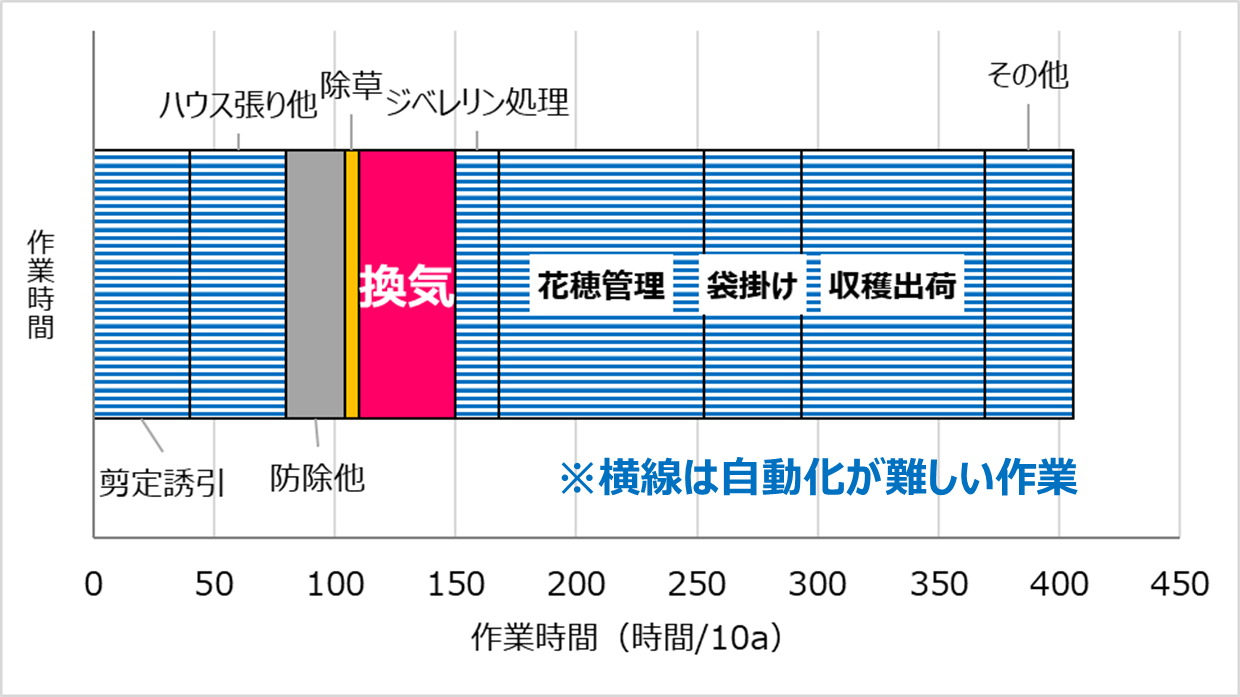 その他
除草
ハウス張り他
ジベレリン処理
作業時間
換気
花穂管理
袋掛け
収穫出荷
剪定誘引
防除他
※横線は自動化が難しい作業
0 50 100 150 200 250 300 350 400 450
作業時間（時間/10a）